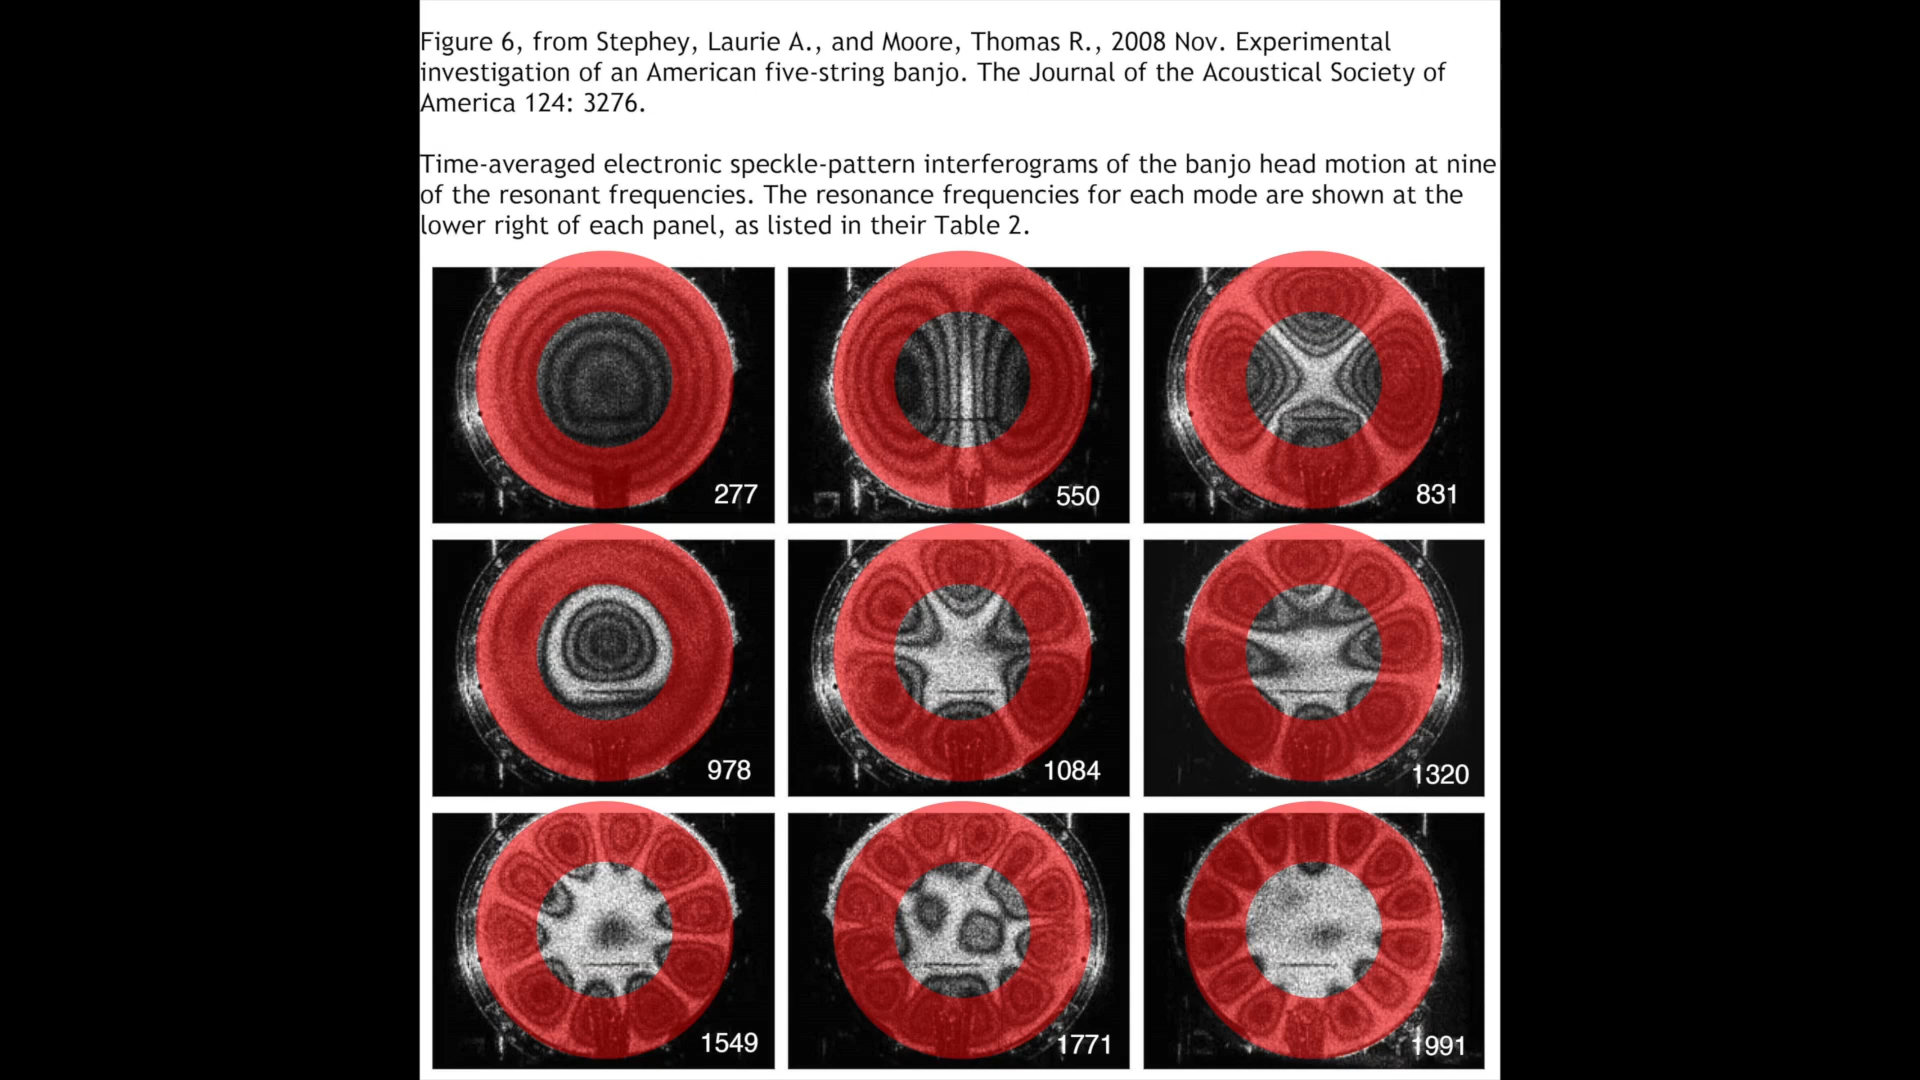 Figure 6, from Stephey, Laurie A., and Moore, Thomas R., 2008 Nov. Experimental
investigation of an American five-string banjo. The Journal of the Acoustical Society of
America 124: 3276.
Time-averaged electronic speckle-pattern interferograms of the banjo head motion at nine
of the resonant frequencies. The resonance frequencies for each mode are shown at the
lower right of each panel, as listed in their Table 2.
277
550
831
978
1084
1320
1549
1771
1991